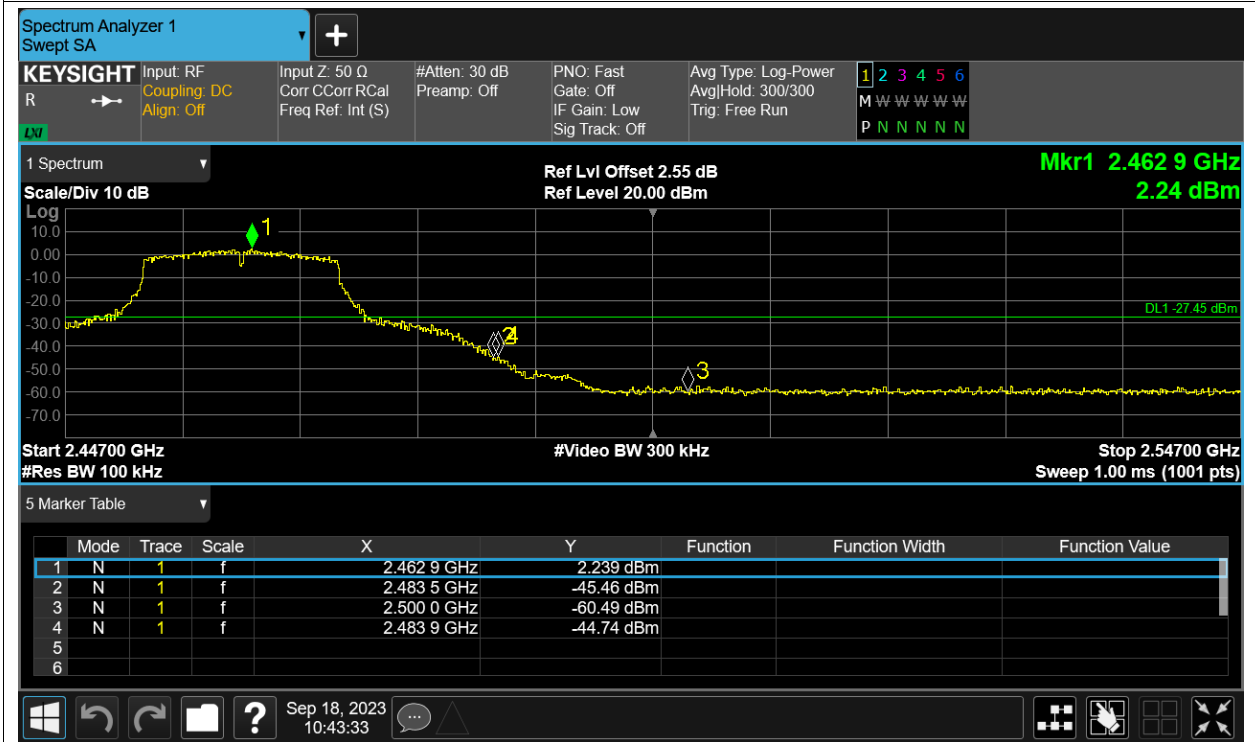 Spectrum Analyzer 1
Swept SA
KEYSIGHT
R
LXI
Input: RF
Coupling: DC
Align: Off
Input Z: 50 Ω
Corr CCorr RCal
Freq Ref: Int (S)
#Atten: 30 dB
Preamp: Off
PNO: Fast
Gate: Off
IF Gain: Low
Sig Track: Off
Avg Type: Log-Power
Avg|Hold: 300/300
Trig: Free Run
1 2 3 4 5 6
M W W W W W
P N N N N N
1 Spectrum
Scale/Div 10 dB
Ref Lvl Offset 2.55 dB
Ref Level 20.00 dBm
Mkr1 2.462 9 GHz
2.24 dBm
Log
10.0
0.00
-10.0
-20.0
-30.0
-40.0
-50.0
-60.0
-70.0
1
DL1 -27.45 dBm
3
Start 2.44700 GHz
#Res BW 100 kHz
#Video BW 300 kHz
Stop 2.54700 GHz
Sweep 1.00 ms (1001 pts)
5 Marker Table
Mode Trace Scale X Y Function Function Width Function Value
1 N 1 f 2.462 9 GHz 2.239 dBm
2 N 1 f 2.483 5 GHz -45.46 dBm
3 N 1 f 2.500 0 GHz -60.49 dBm
4 N 1 f 2.483 9 GHz -44.74 dBm
5
6
?
Sep 18, 2023
10:43:33